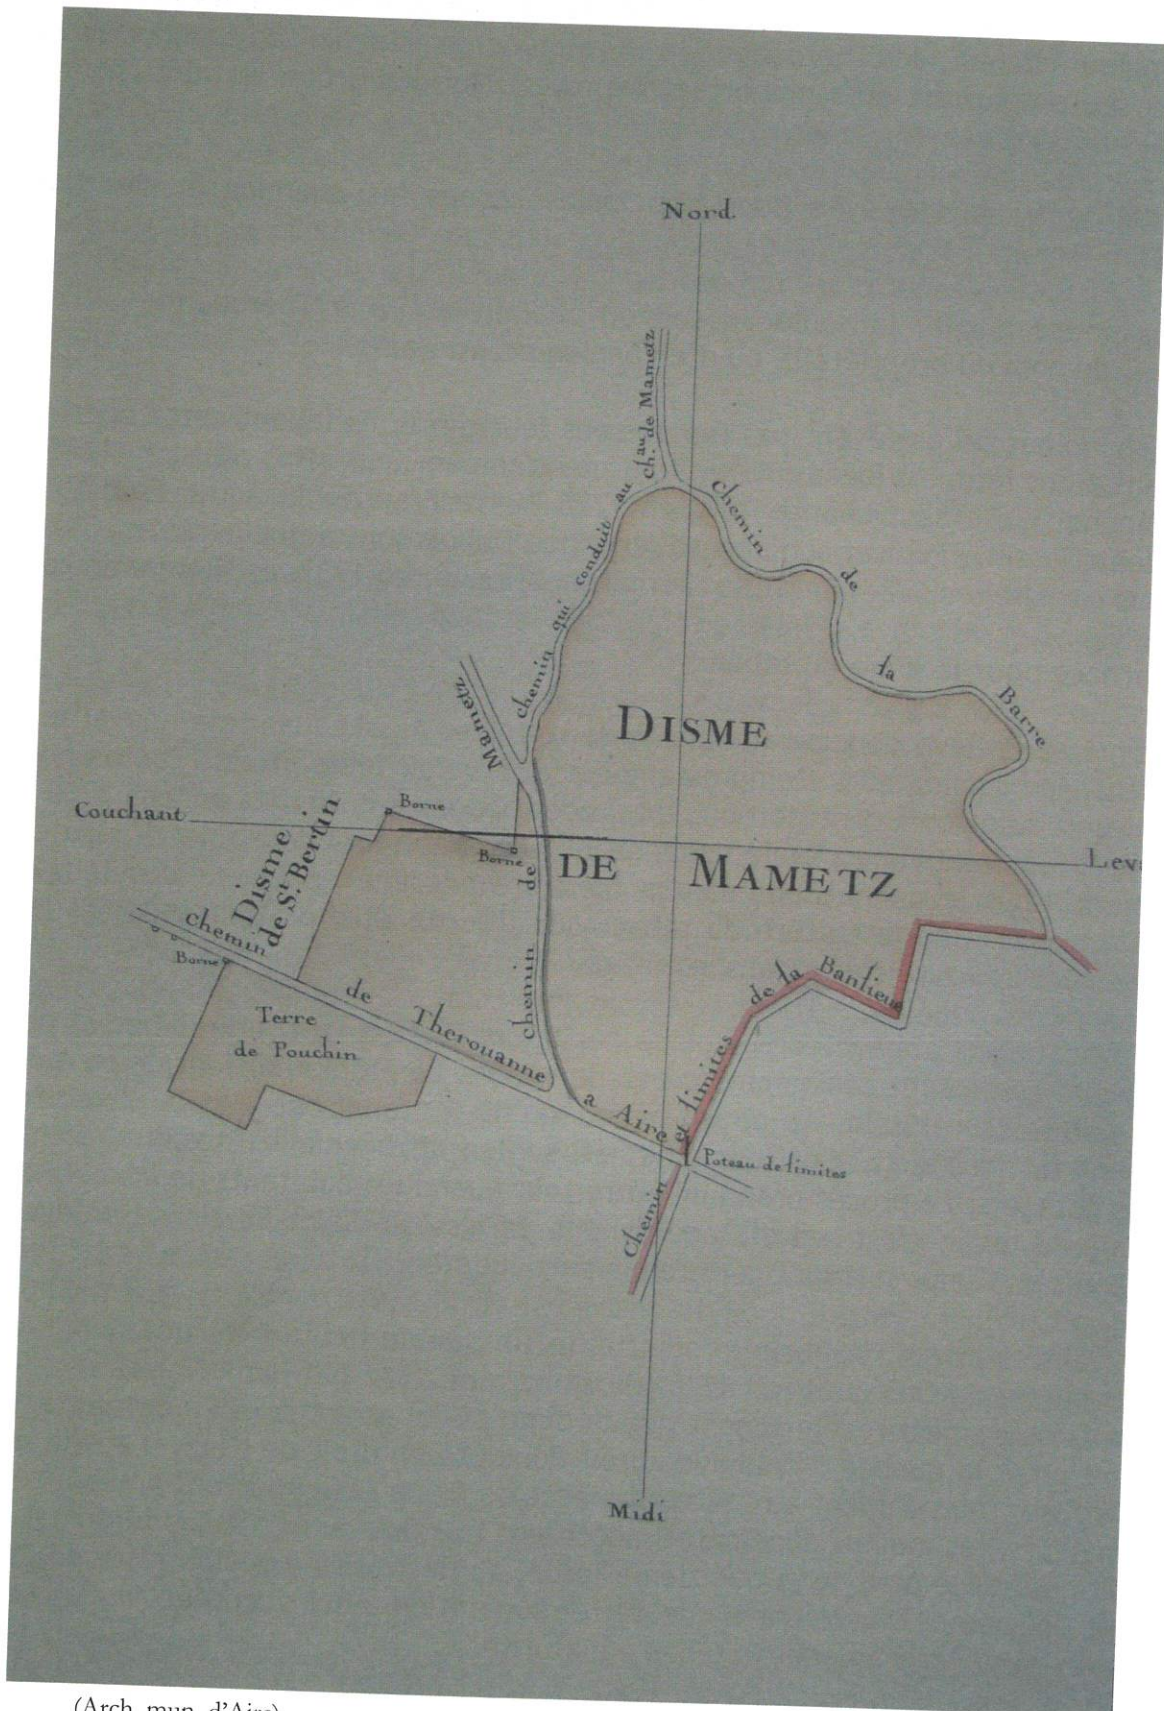 Nord.
chemin qui conduit au ch.au de Mametz
chemin de la Barre
Mametz
DISME
DE MAMETZ
Couchant
Borne
Borne
Disme
de St. Bertin
chemin de
chemin de Therouanne a Aire
Borne
Terre
de Pouchin
Chemin et limites de la Banlieue
Poteau de limites
Midi
(Arch. mun. d'Aire)